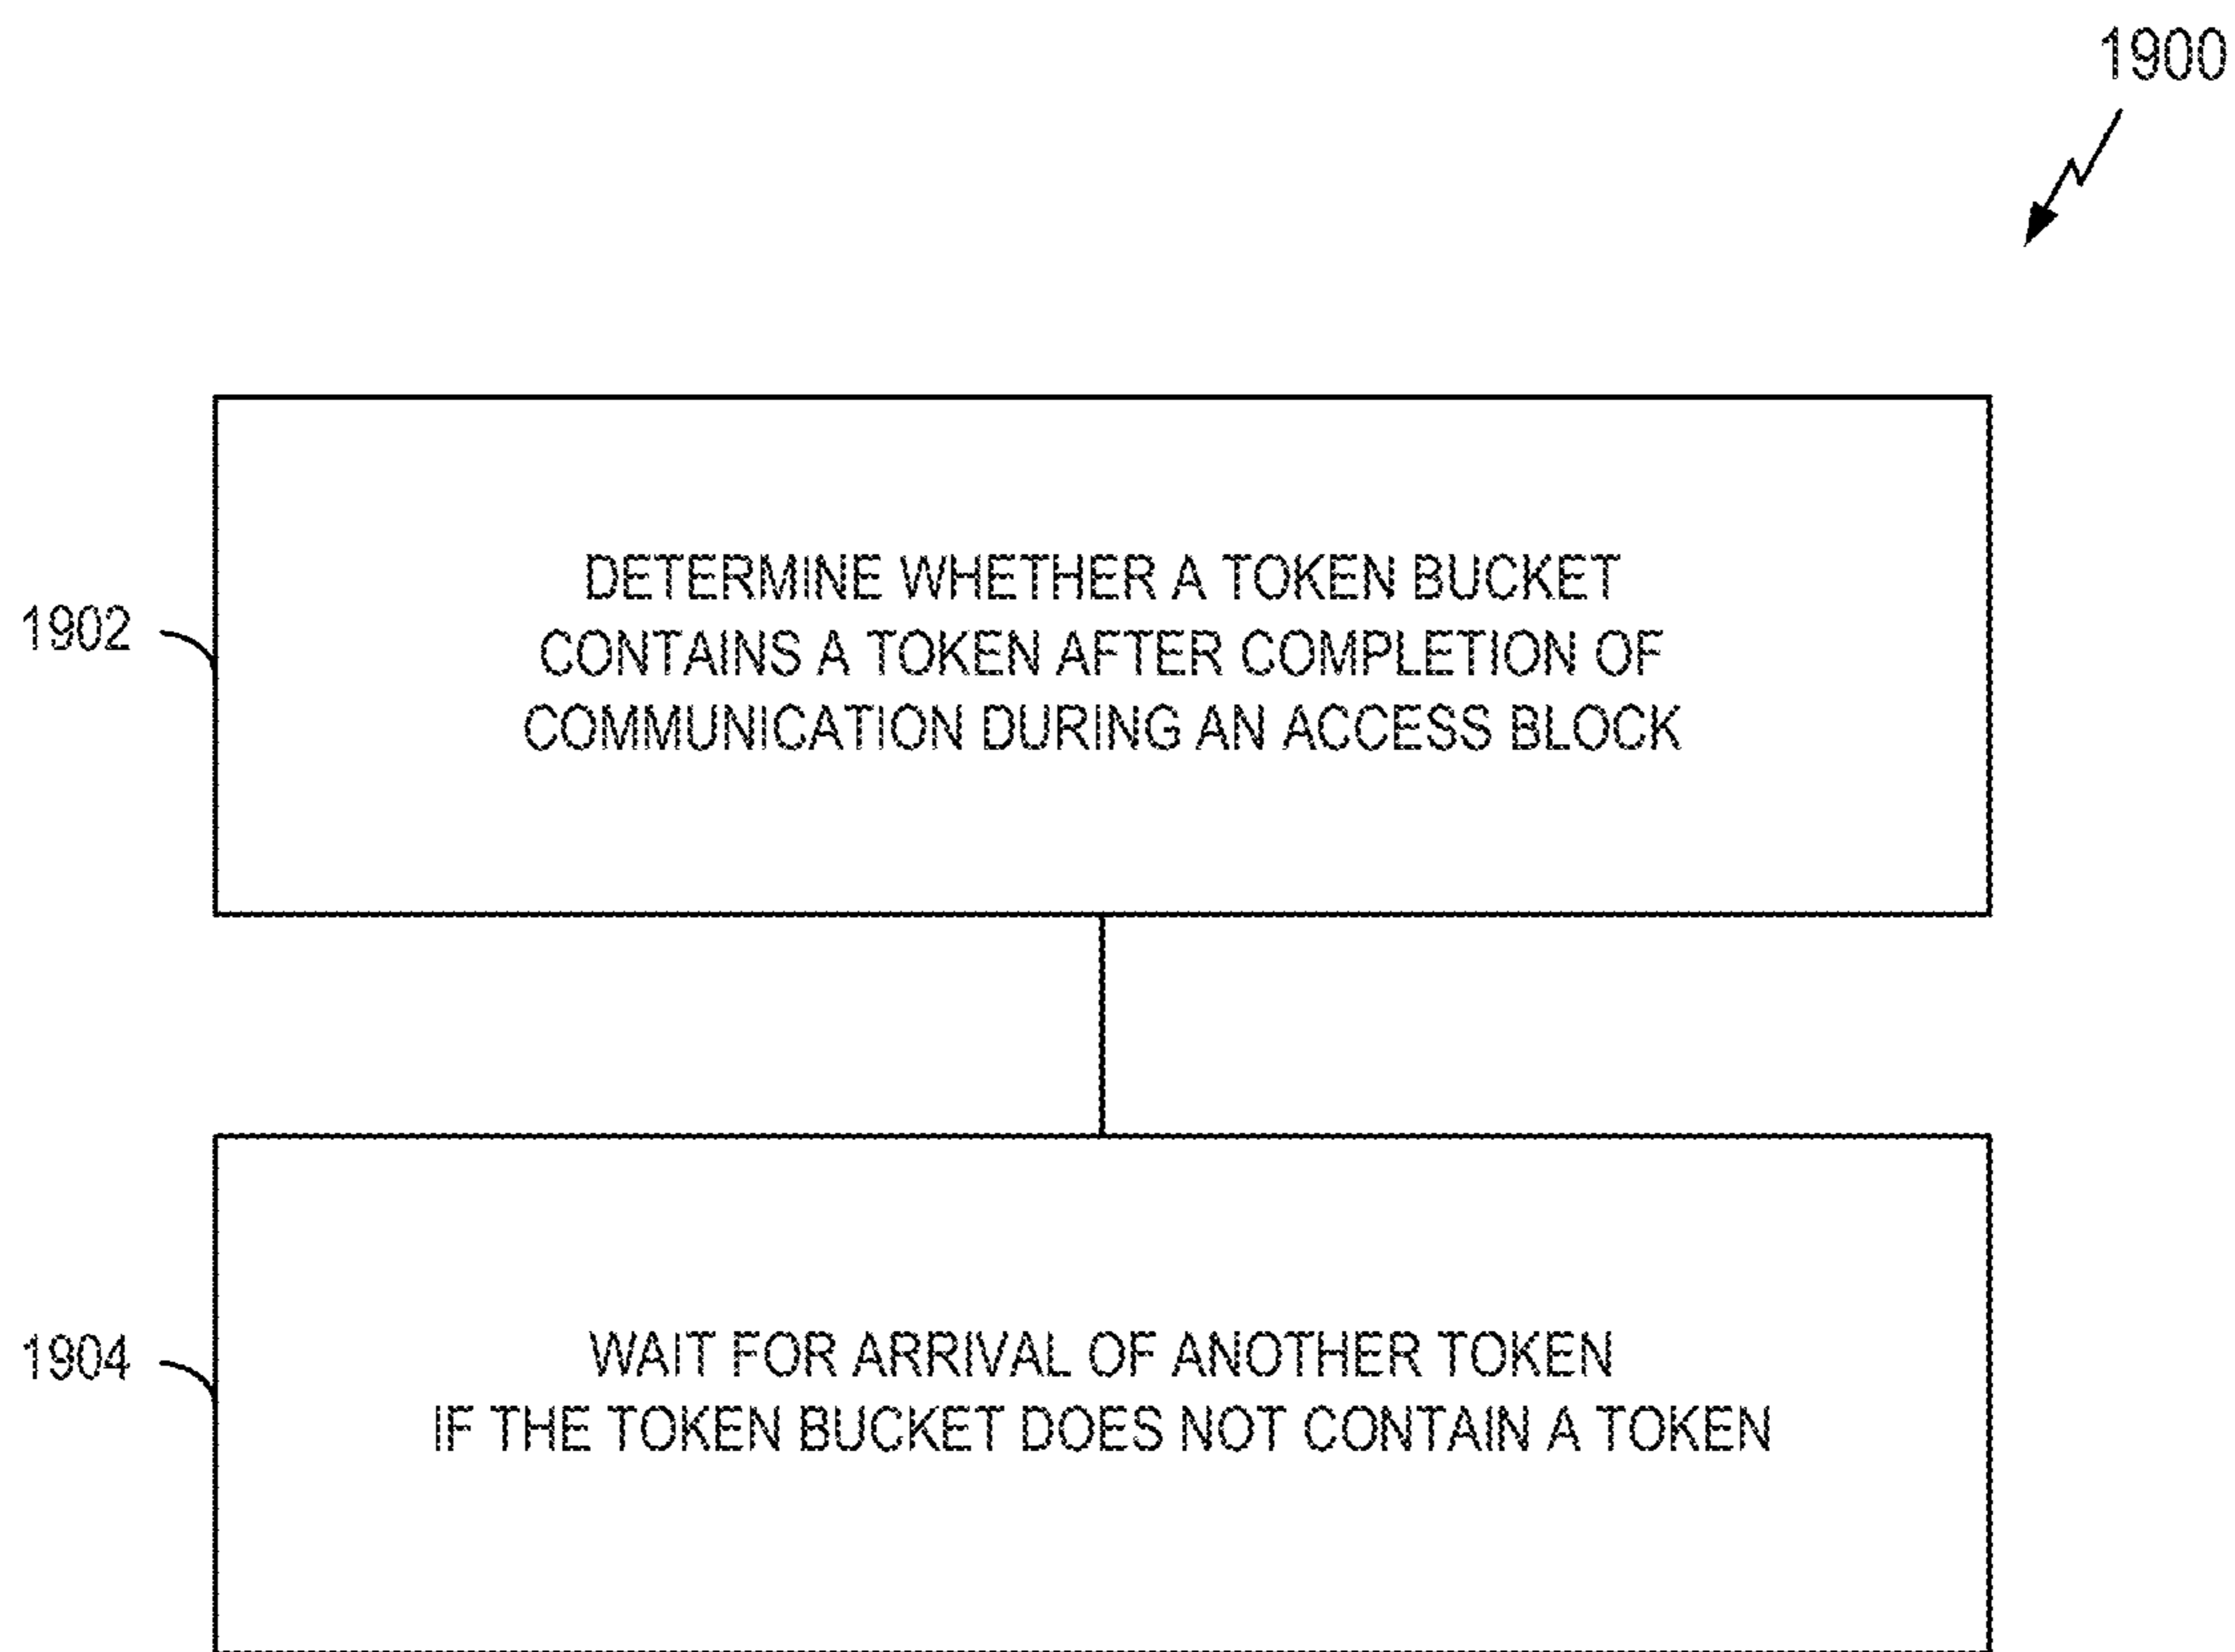 1900
1902
DETERMINE WHETHER A TOKEN BUCKET
CONTAINS A TOKEN AFTER COMPLETION OF
COMMUNICATION DURING AN ACCESS BLOCK
1904
WAIT FOR ARRIVAL OF ANOTHER TOKEN
IF THE TOKEN BUCKET DOES NOT CONTAIN A TOKEN